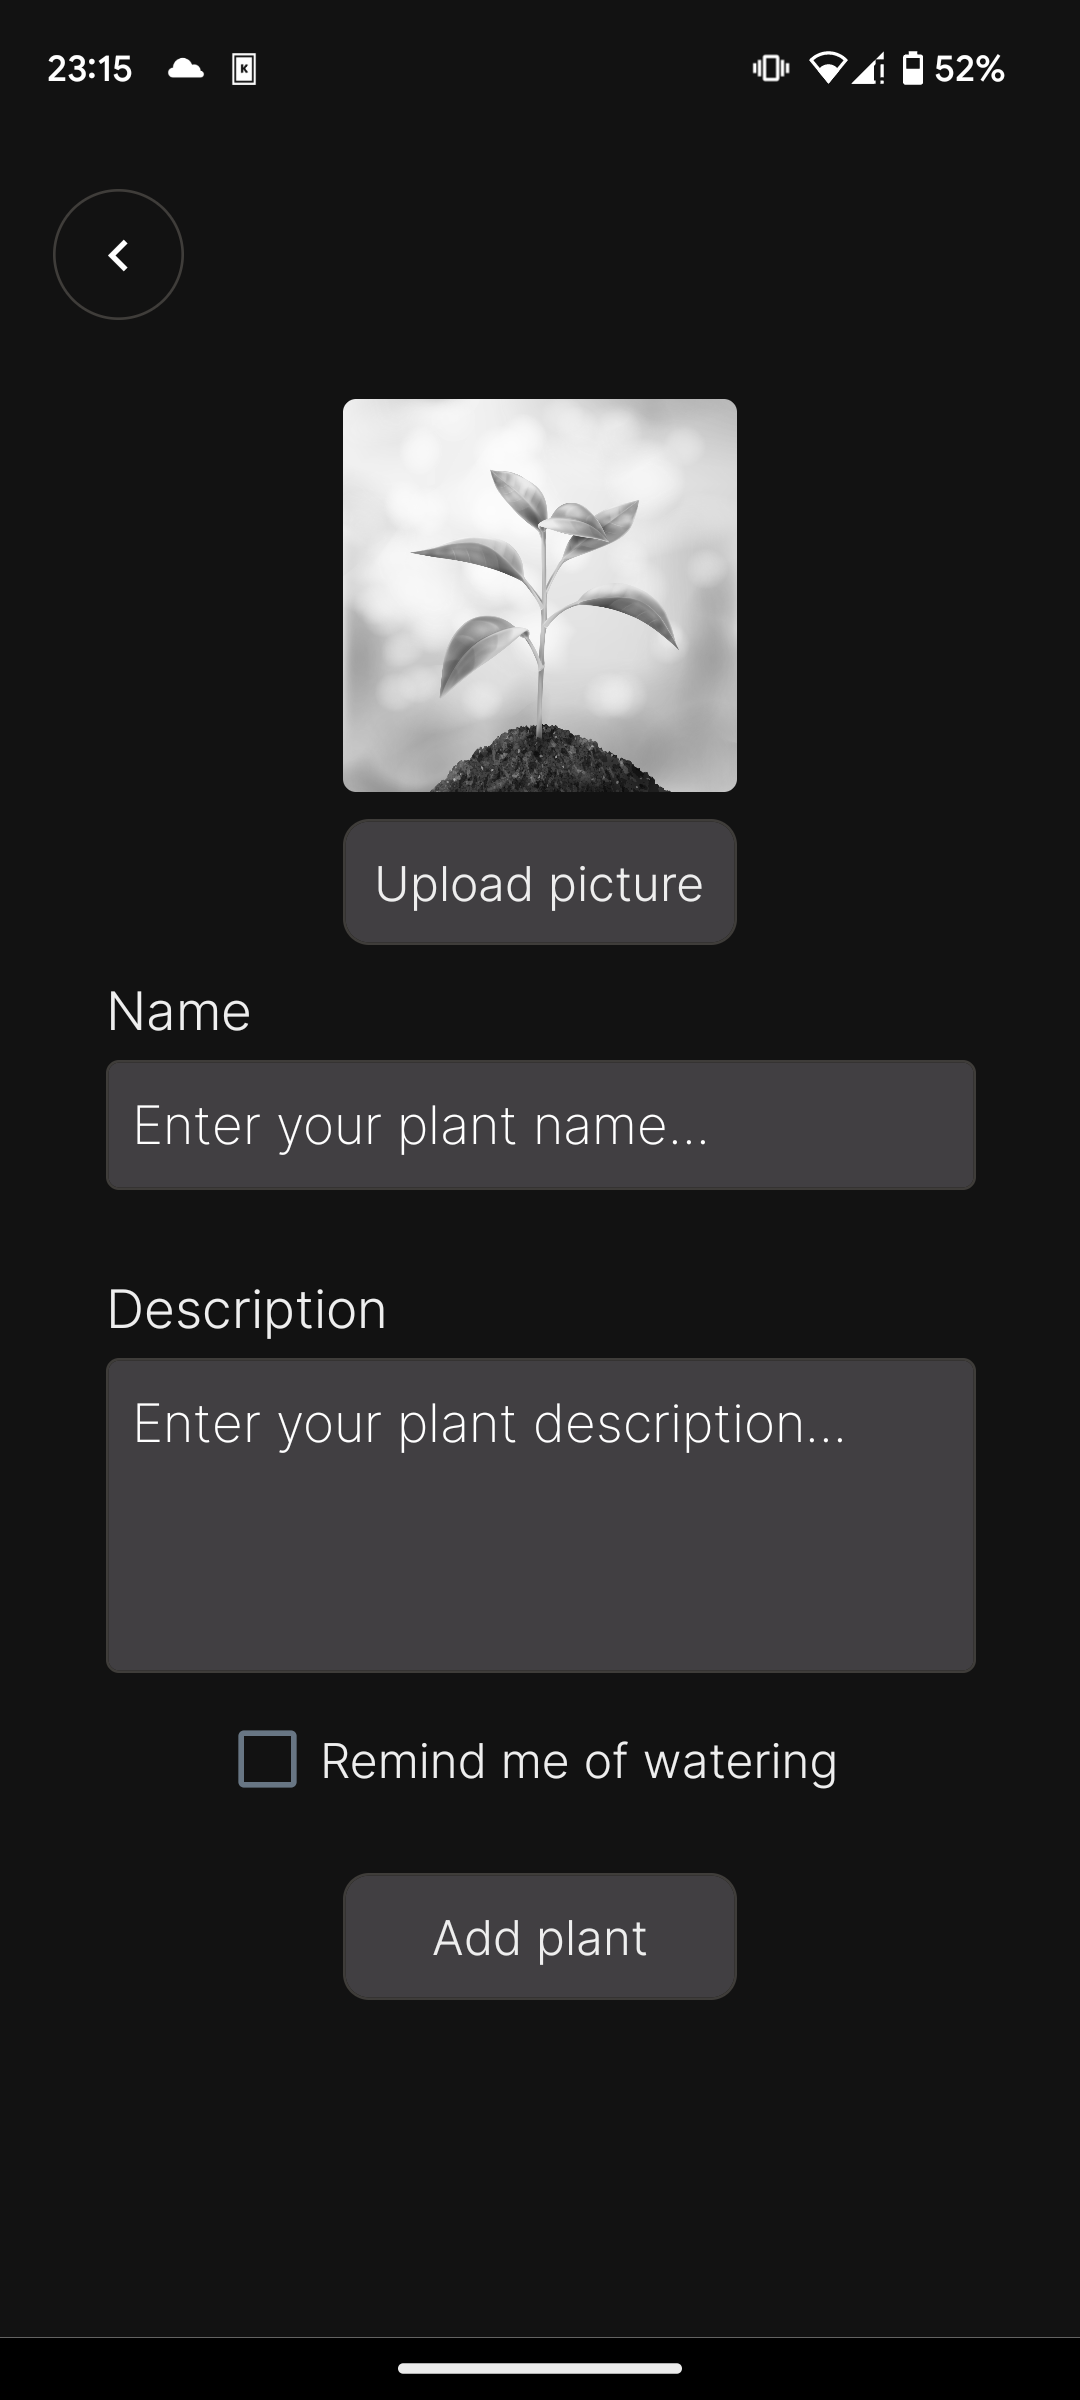 23:15 K 52%
Upload picture
Name
Enter your plant name...
Description
Enter your plant description...
Remind me of watering
Add plant